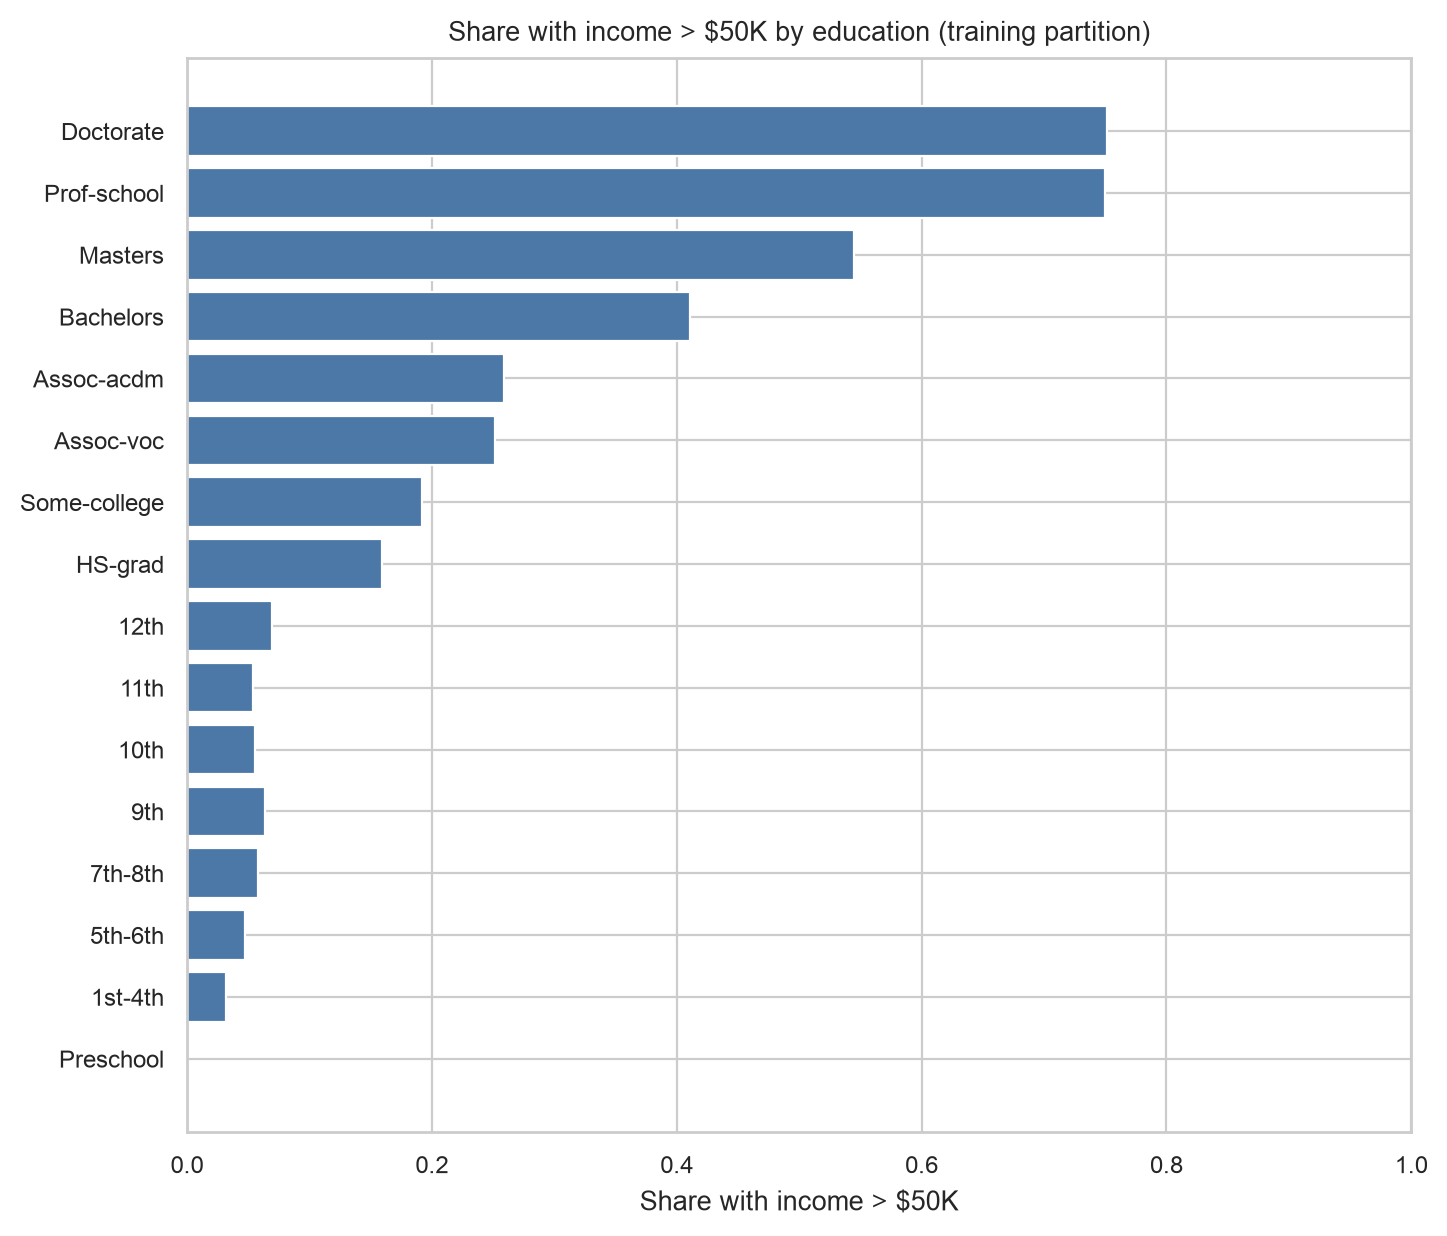 Share with income > $50K by education (training partition)
Doctorate
Prof-school
Masters
Bachelors
Assoc-acdm
Assoc-voc
Some-college
HS-grad
12th
11th
10th
9th
7th-8th
5th-6th
1st-4th
Preschool
0.0 0.2 0.4 0.6 0.8 1.0
Share with income > $50K